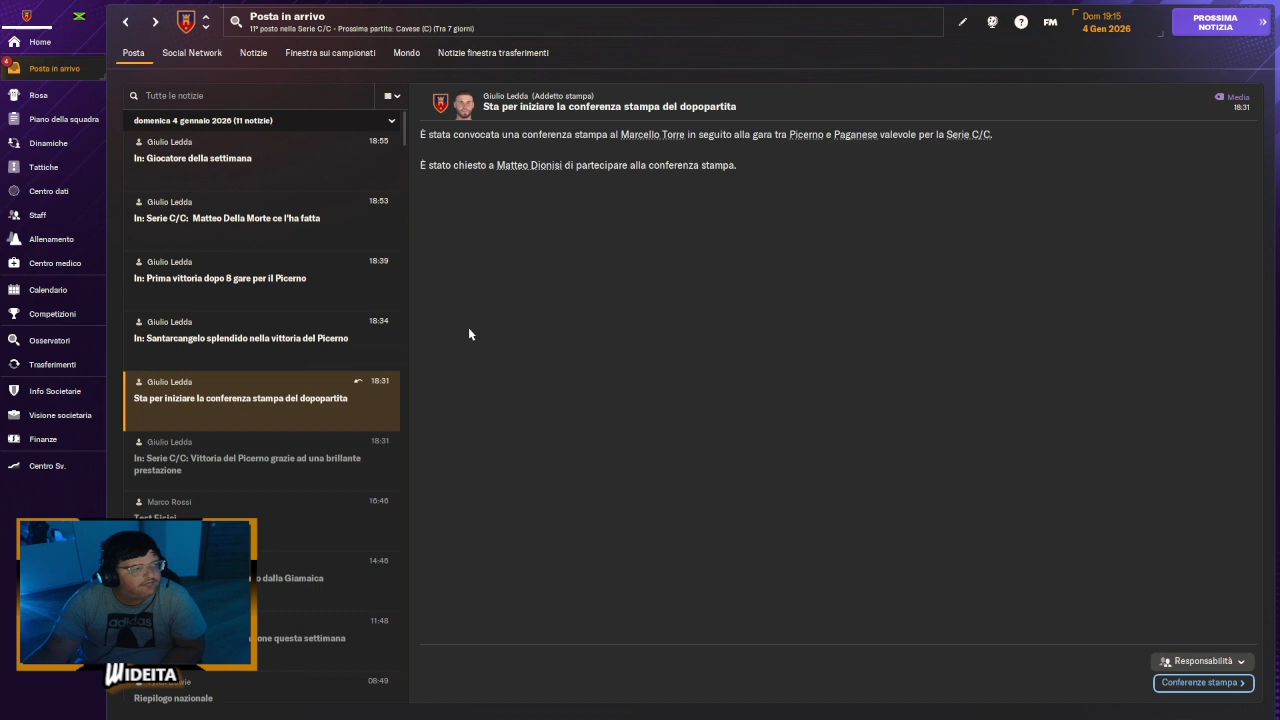 Posta in arrivo
11° posto nella Serie C/C - Prossima partita: Cavese (C) (Tra 7 giorni)
FM
Dom 19:15
4 Gen 2026
PROSSIMA
NOTIZIA
Posta
Social Network
Notizie
Finestra sui campionati
Mondo
Notizie finestra trasferimenti
Home
4
Posta in arrivo
Rosa
Piano della squadra
Dinamiche
Tattiche
Centro dati
Staff
Allenamento
Centro medico
Calendario
Competizioni
Osservatori
Trasferimenti
Info Societarie
Visione societaria
Finanze
Centro Sv.
Tutte le notizie
domenica 4 gennaio 2026 (11 notizie)
18:55
In: Giocatore della settimana
Giulio Ledda
18:53
In: Serie C/C: Matteo Della Morte ce l'ha fatta
Giulio Ledda
18:39
In: Prima vittoria dopo 8 gare per il Picerno
Giulio Ledda
18:34
In: Santarcangelo splendido nella vittoria del Picerno
Giulio Ledda
18:31
Sta per iniziare la conferenza stampa del dopopartita
Giulio Ledda
18:31
In: Serie C/C: Vittoria del Picerno grazie ad una brillante
prestazione
Marco Rossi
16:46
14:46
dalla Giamaica
11:48
questa settimana
08:49
Riepilogo nazionale
Giulio Ledda (Addetto stampa)
Sta per iniziare la conferenza stampa del dopopartita
Media
18:31
È stata convocata una conferenza stampa al Marcello Torre in seguito alla gara tra Picerno e Paganese valevole per la Serie C/C.
È stato chiesto a Matteo Dionisi di partecipare alla conferenza stampa.
Responsabilità
Conferenze stampa
adidas
WIDEITA